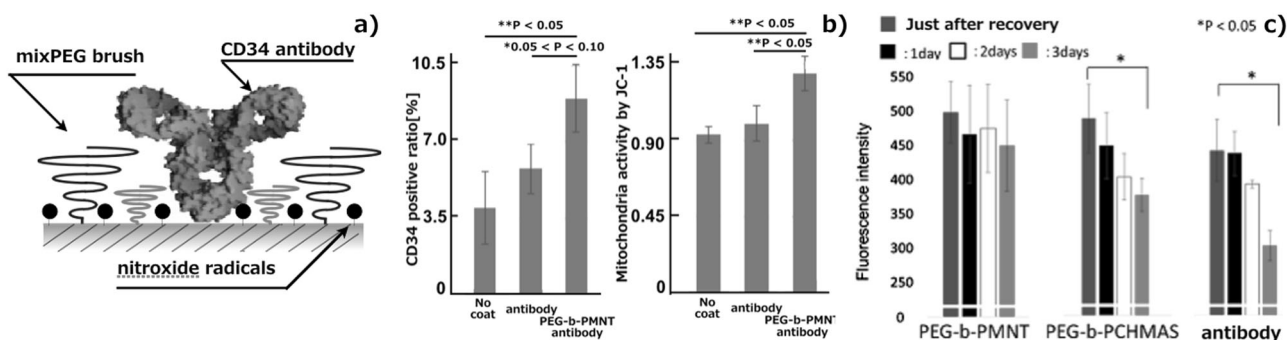 a)
mixPEG brush
CD34 antibody
nitroxide radicals
**P < 0.05
*0.05 < P < 0.10
CD34 positive ratio[%]
10.5
7.0
3.5
0
No coat
antibody
PEG-b-PMNT
antibody
b)
**P < 0.05
**P < 0.05
Mitochondria activity by JC-1
1.35
0.90
0.45
0
No coat
antibody
PEG-b-PMNT
antibody
c)
Just after recovery
*P < 0.05
:1day
:2days
:3days
Fluorescence intensity
550
500
450
400
350
300
250
0
*
*
PEG-b-PMNT
PEG-b-PCHMAS
antibody